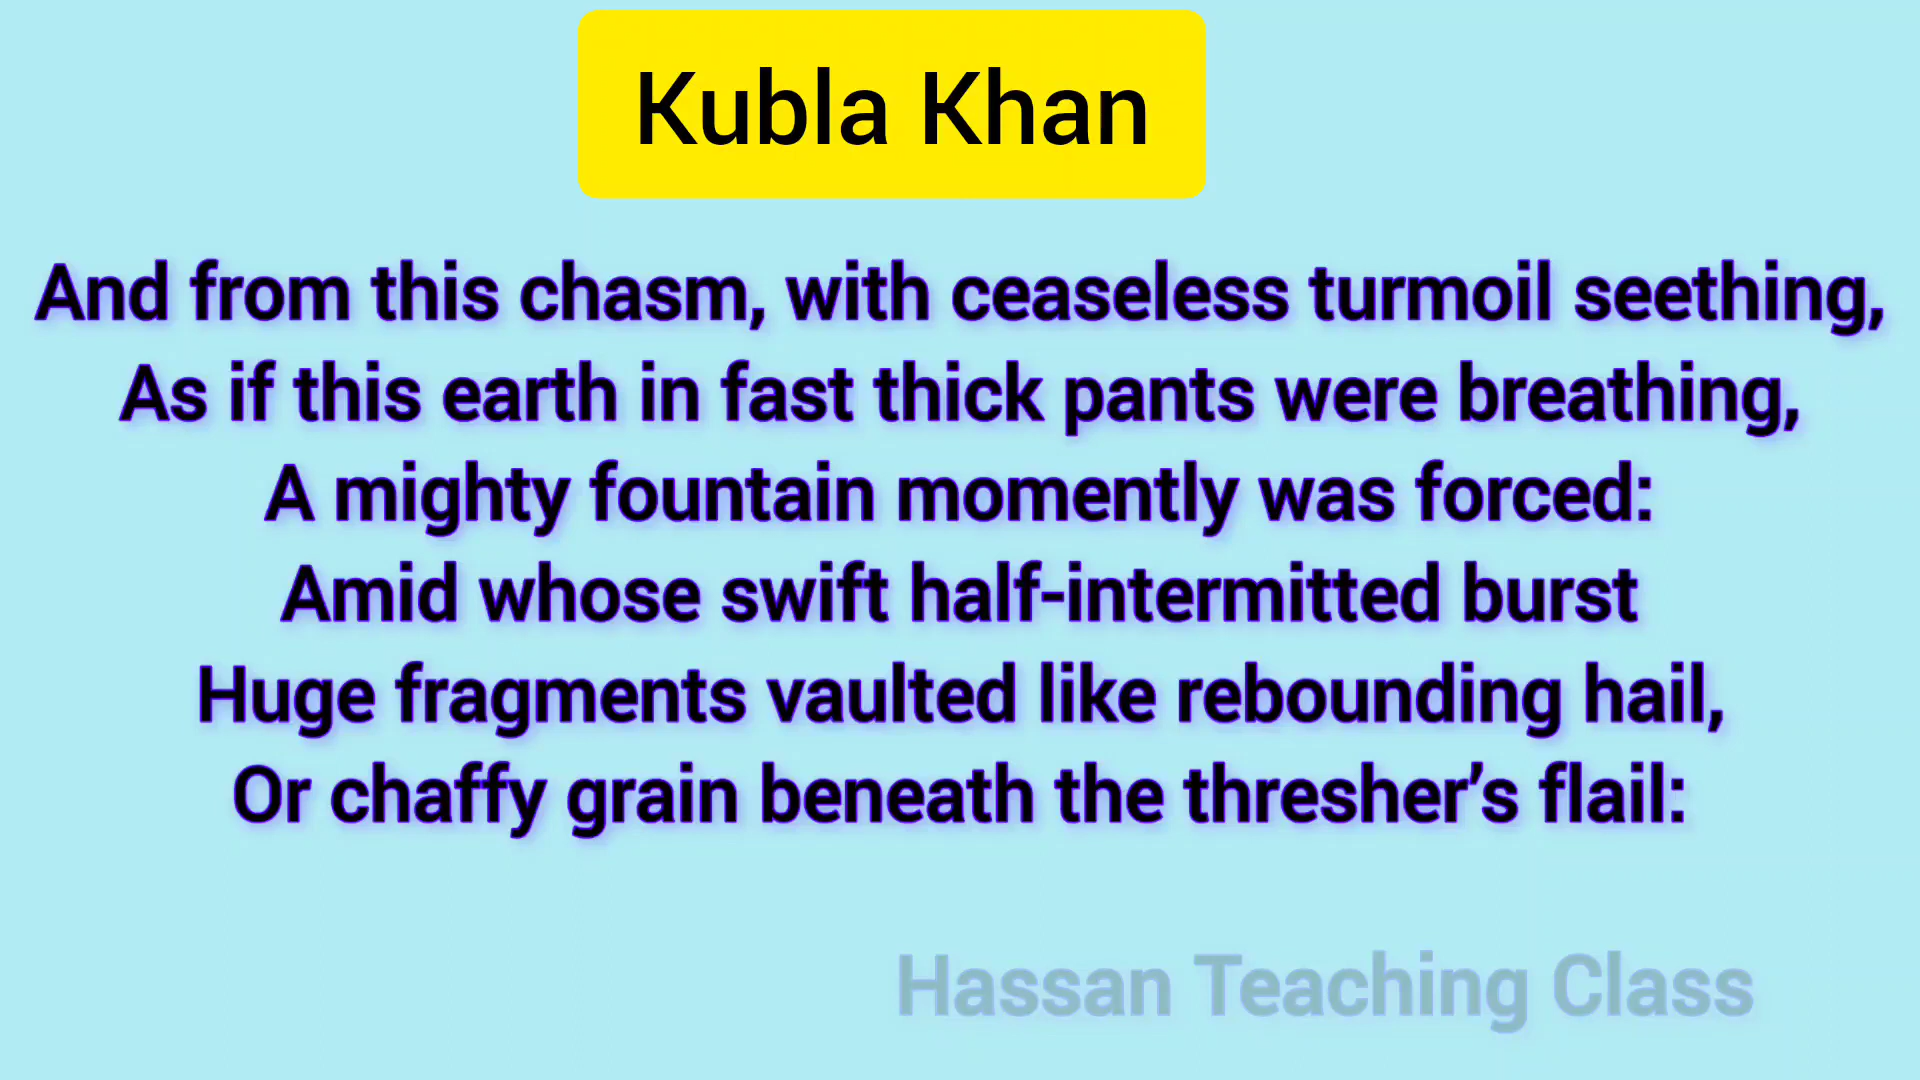 Kubla Khan
And from this chasm, with ceaseless turmoil seething,
As if this earth in fast thick pants were breathing,
A mighty fountain momently was forced:
Amid whose swift half-intermitted burst
Huge fragments vaulted like rebounding hail,
Or chaffy grain beneath the thresher’s flail:
Hassan Teaching Class